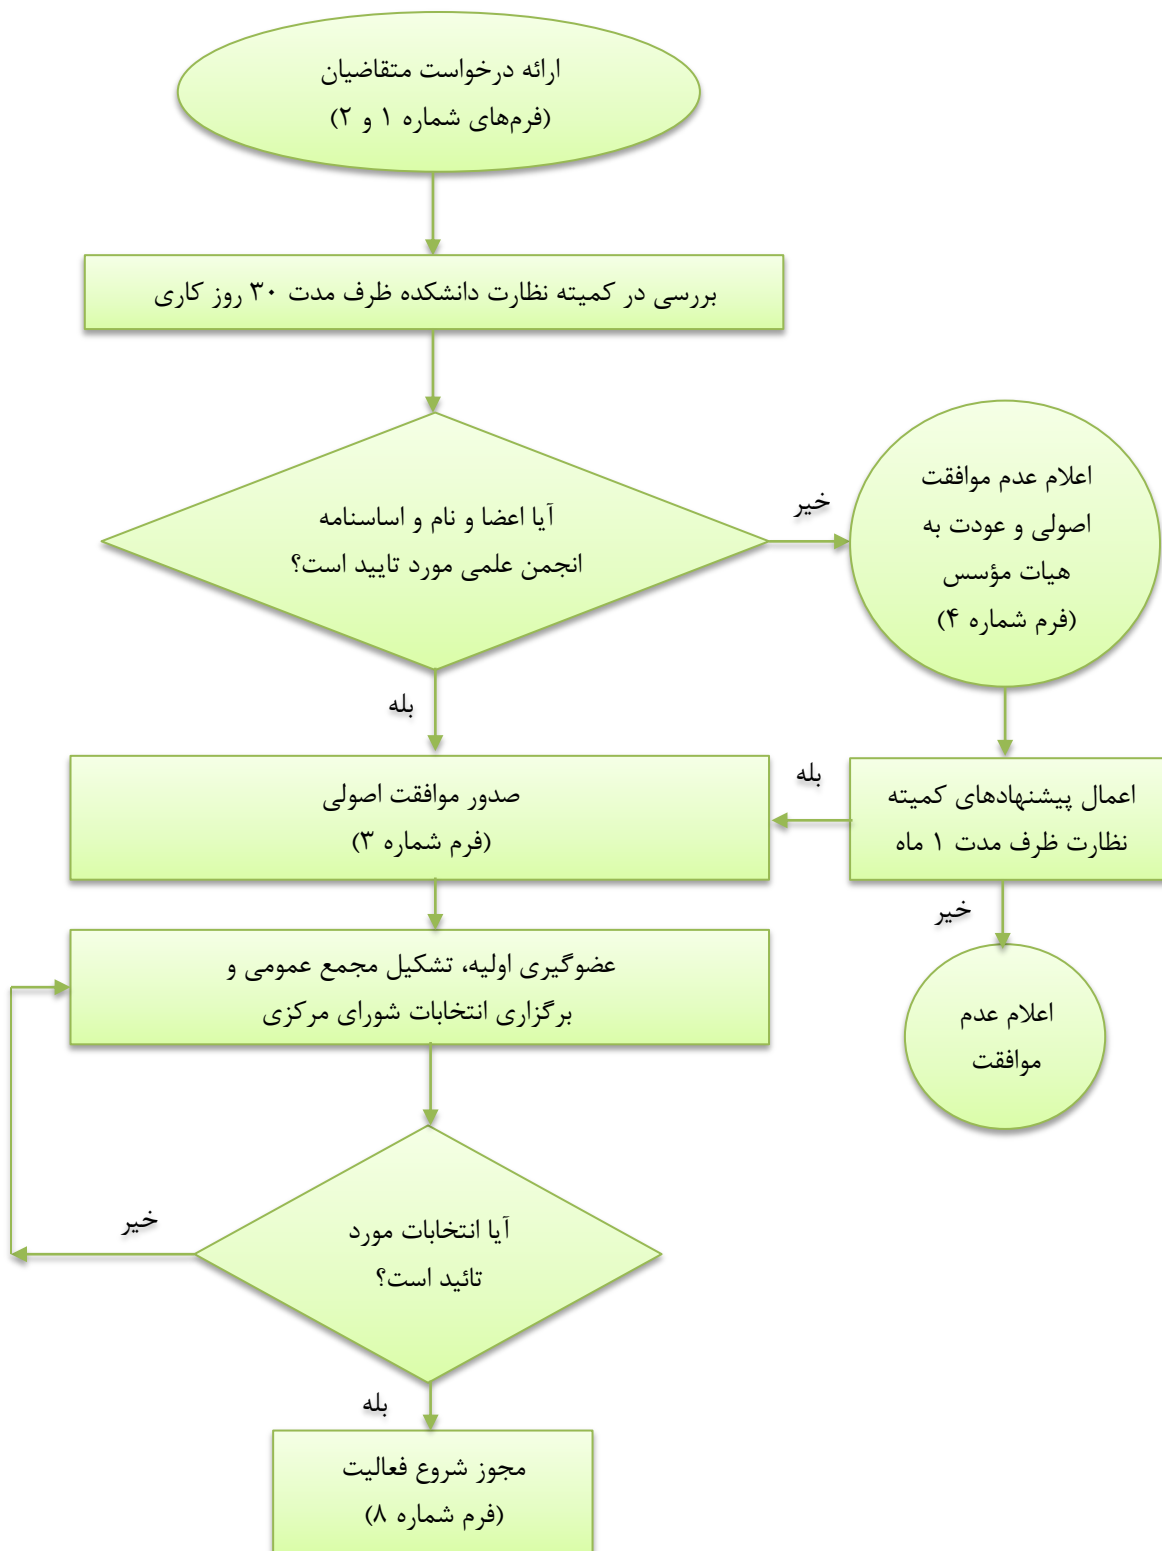 ارائه درخواست متقاضیان
(فرم‌های شماره ۱ و ۲)
بررسی در کمیته نظارت دانشکده ظرف مدت ۳۰ روز کاری
آیا اعضا و نام و اساسنامه
انجمن علمی مورد تایید است؟
خیر
اعلام عدم موافقت
اصولی و عودت به
هیات مؤسس
(فرم شماره ۴)
بله
صدور موافقت اصولی
(فرم شماره ۳)
بله
اعمال پیشنهادهای کمیته
نظارت ظرف مدت ۱ ماه
خیر
اعلام عدم
موافقت
عضوگیری اولیه، تشکیل مجمع عمومی و
برگزاری انتخابات شورای مرکزی
آیا انتخابات مورد
تائید است؟
خیر
بله
مجوز شروع فعالیت
(فرم شماره ۸)